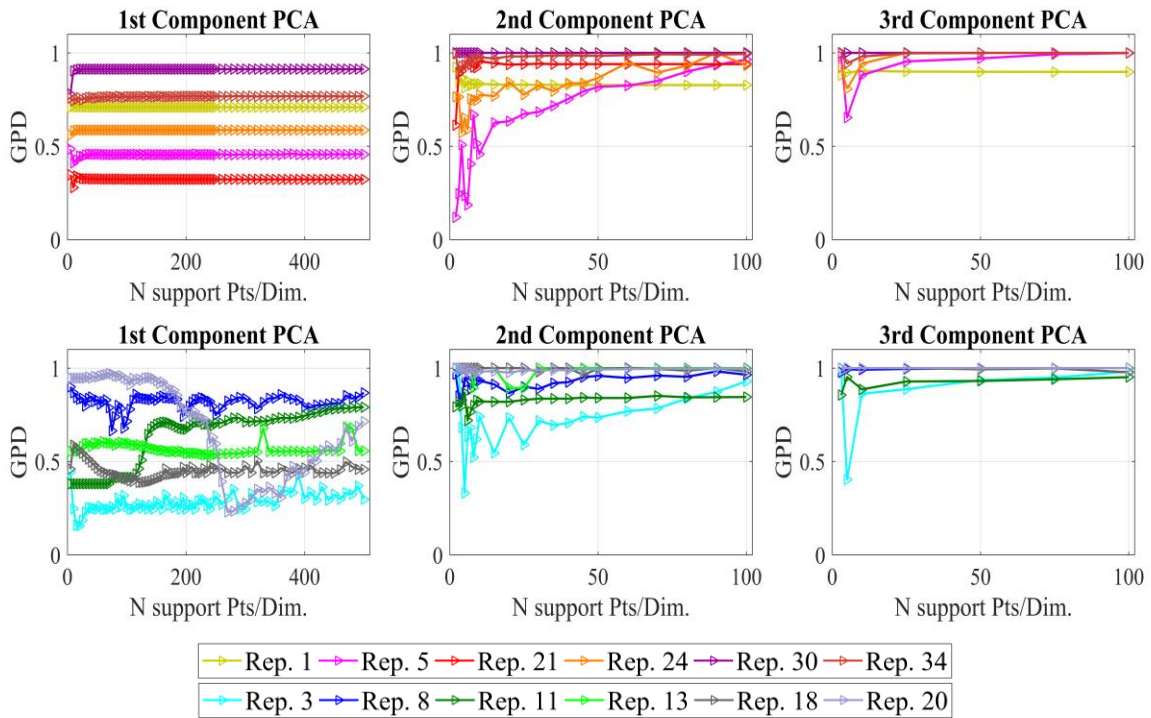 1st Component PCA 2nd Component PCA 3rd Component PCA
1 1 1
GPD 0.5 GPD 0.5 GPD 0.5
0 0 0
0 200 400 0 50 100 0 50 100
N support Pts/Dim. N support Pts/Dim. N support Pts/Dim.
1st Component PCA 2nd Component PCA 3rd Component PCA
1 1 1
GPD 0.5 GPD 0.5 GPD 0.5
0 0 0
0 200 400 0 50 100 0 50 100
N support Pts/Dim. N support Pts/Dim. N support Pts/Dim.
Rep. 1 Rep. 5 Rep. 21 Rep. 24 Rep. 30 Rep. 34
Rep. 3 Rep. 8 Rep. 11 Rep. 13 Rep. 18 Rep. 20